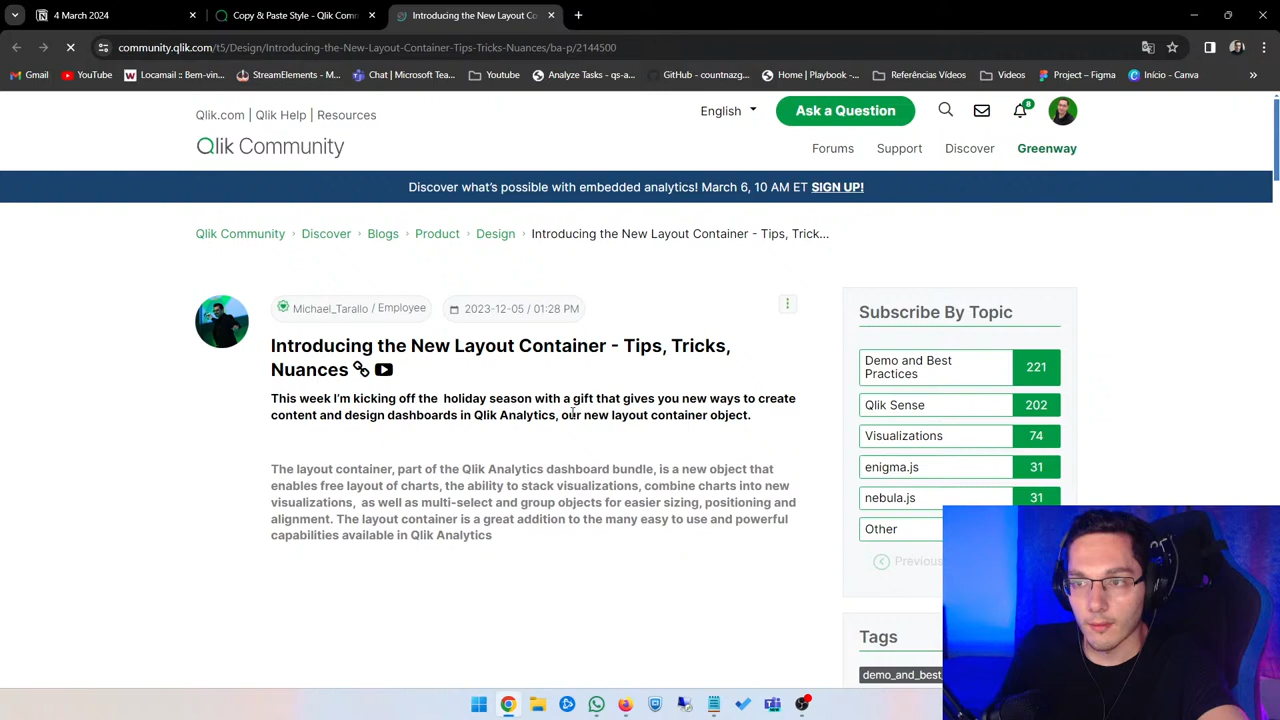 4 March 2024
Copy & Paste Style - Qlik Comm
Introducing the New Layout Co
community.qlik.com/t5/Design/Introducing-the-New-Layout-Container-Tips-Tricks-Nuances/ba-p/2144500
Gmail
YouTube
Locamail :: Bem-vin...
StreamElements - M...
Chat | Microsoft Tea...
Youtube
Analyze Tasks - qs-a...
GitHub - countnazg...
Home | Playbook -...
Referências Vídeos
Videos
Project – Figma
Início - Canva
Qlik.com | Qlik Help | Resources
English
Ask a Question
8
Qlik Community
Forums
Support
Discover
Greenway
Discover what's possible with embedded analytics! March 6, 10 AM ET SIGN UP!
Qlik Community › Discover › Blogs › Product › Design › Introducing the New Layout Container - Tips, Trick...
Michael_Tarallo / Employee
2023-12-05 / 01:28 PM
Introducing the New Layout Container - Tips, Tricks,
Nuances
This week I'm kicking off the holiday season with a gift that gives you new ways to create
content and design dashboards in Qlik Analytics, our new layout container object.
The layout container, part of the Qlik Analytics dashboard bundle, is a new object that
enables free layout of charts, the ability to stack visualizations, combine charts into new
visualizations, as well as multi-select and group objects for easier sizing, positioning and
alignment. The layout container is a great addition to the many easy to use and powerful
capabilities available in Qlik Analytics
Subscribe By Topic
Demo and Best
Practices
221
Qlik Sense
202
Visualizations
74
enigma.js
31
nebula.js
31
Other
Previous
Tags
demo_and_best